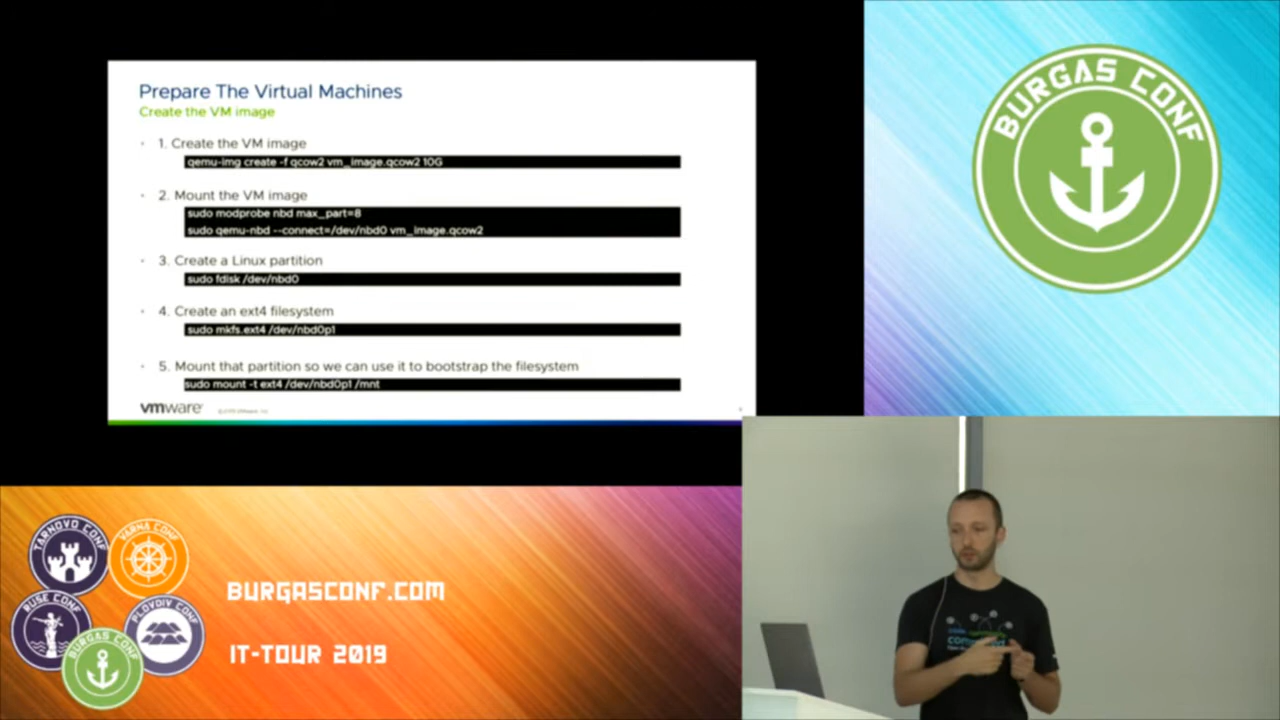 Prepare The Virtual Machines
Create the VM image
1. Create the VM image
qemu-img create -f qcow2 vm_image.qcow2 10G
2. Mount the VM image
sudo modprobe nbd max_part=8
sudo qemu-nbd --connect=/dev/nbd0 vm_image.qcow2
3. Create a Linux partition
sudo fdisk /dev/nbd0
4. Create an ext4 filesystem
sudo mkfs.ext4 /dev/nbd0p1
5. Mount that partition so we can use it to bootstrap the filesystem
sudo mount -t ext4 /dev/nbd0p1 /mnt
vmware
BURGAS CONF
TARNOVO CONF
VARNA CONF
RUSE CONF
PLOVDIV CONF
BURGAS CONF
BURGASCONF.COM
IT-TOUR 2019